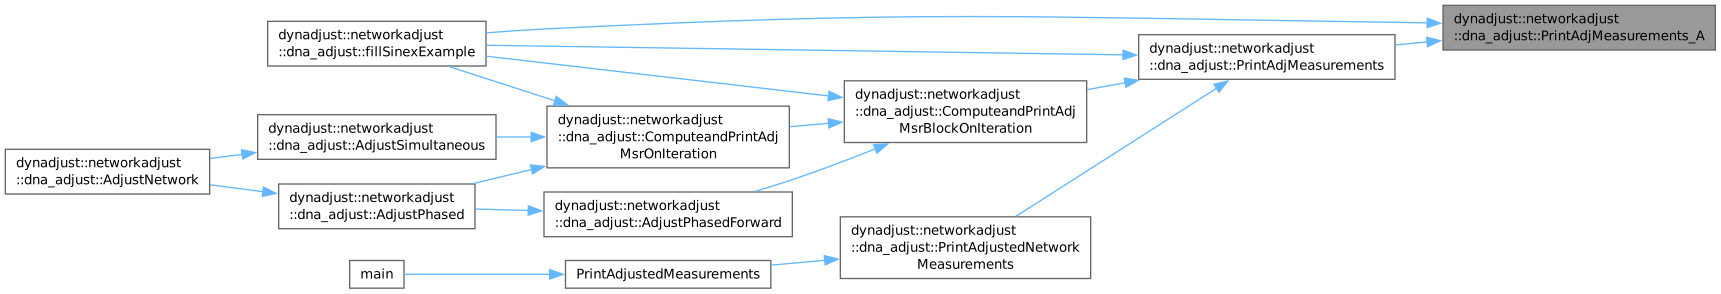 dynadjust::networkadjust
::dna_adjust::PrintAdjMeasurements_A
dynadjust::networkadjust
::dna_adjust::fillSinexExample
dynadjust::networkadjust
::dna_adjust::PrintAdjMeasurements
dynadjust::networkadjust
::dna_adjust::ComputeandPrintAdj
MsrBlockOnIteration
dynadjust::networkadjust
::dna_adjust::ComputeandPrintAdj
MsrOnIteration
dynadjust::networkadjust
::dna_adjust::AdjustSimultaneous
dynadjust::networkadjust
::dna_adjust::AdjustNetwork
dynadjust::networkadjust
::dna_adjust::AdjustPhased
dynadjust::networkadjust
::dna_adjust::AdjustPhasedForward
dynadjust::networkadjust
::dna_adjust::PrintAdjustedNetwork
Measurements
main
PrintAdjustedMeasurements